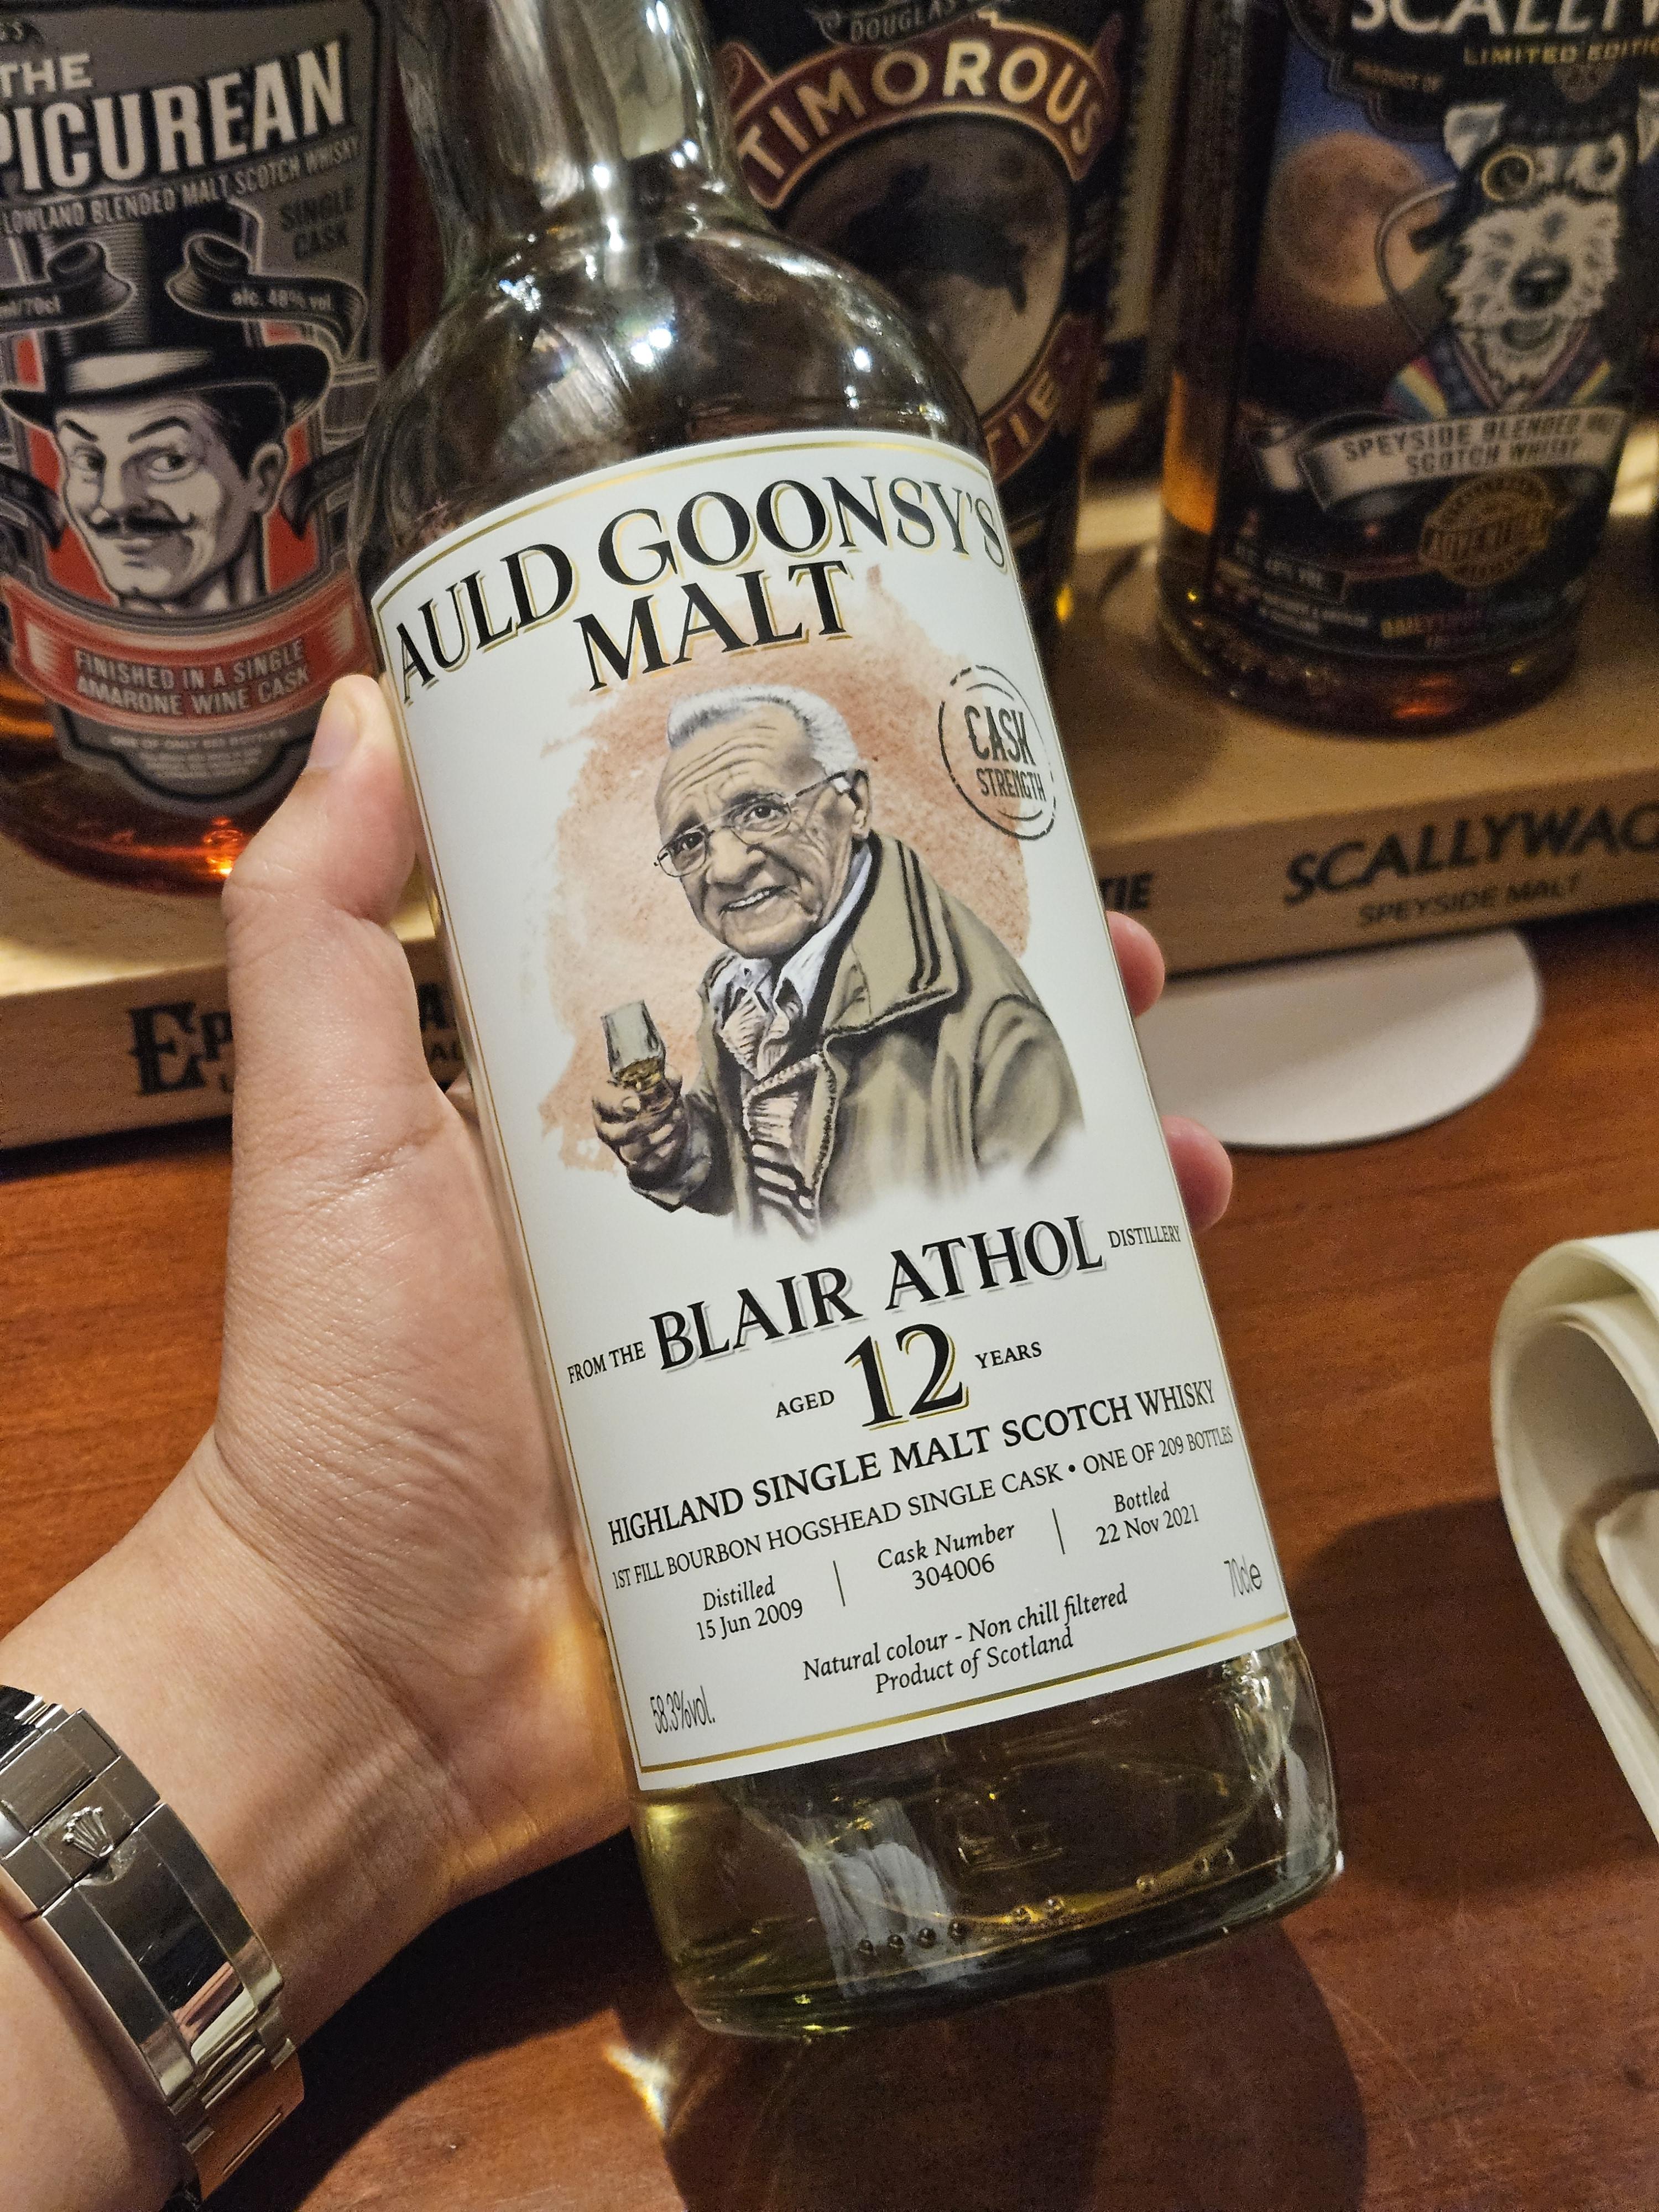 THE
EPICUREAN
LOWLAND BLENDED MALT SCOTCH WHISKY
SINGLE
CASK
alc. 48% vol
FINISHED IN A SINGLE
AMARONE WINE CASK
DOUGLAS
TIMOROUS
LIMITED EDITION
SPEYSIDE BLENDED MALT
SCOTCH WHISKY
SCALLYWAG
SPEYSIDE MALT
TIE
AULD GOONSY'S
MALT
CASK
STRENGTH
FROM THE BLAIR ATHOL DISTILLERY
AGED 12 YEARS
HIGHLAND SINGLE MALT SCOTCH WHISKY
1ST FILL BOURBON HOGSHEAD SINGLE CASK • ONE OF 209 BOTTLES
Distilled
15 Jun 2009
Cask Number
304006
Bottled
22 Nov 2021
Natural colour - Non chill filtered
Product of Scotland
58.3%vol.
70cle